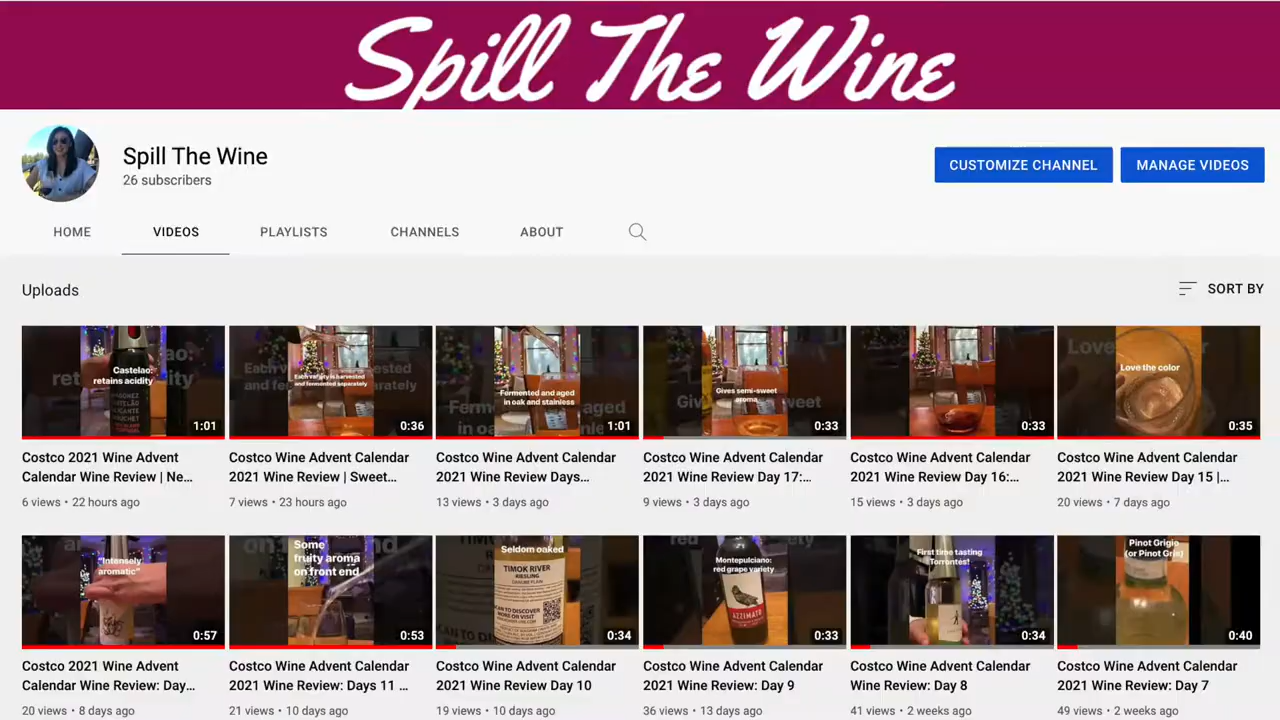 Spill The Wine
Spill The Wine
26 subscribers
CUSTOMIZE CHANNEL
MANAGE VIDEOS
HOME
VIDEOS
PLAYLISTS
CHANNELS
ABOUT
Uploads
SORT BY
Castelao:
retains acidity
1:01
Each variety is harvested
and fermented separately
0:36
Fermented and aged
in oak and stainless
1:01
Gives semi-sweet
aroma
0:33
0:33
Love the color
0:35
Costco 2021 Wine Advent
Calendar Wine Review | Ne...
6 views • 22 hours ago
Costco Wine Advent Calendar
2021 Wine Review | Sweet...
7 views • 23 hours ago
Costco Wine Advent Calendar
2021 Wine Review Days...
13 views • 3 days ago
Costco Wine Advent Calendar
2021 Wine Review Day 17:...
9 views • 3 days ago
Costco Wine Advent Calendar
2021 Wine Review Day 16:...
15 views • 3 days ago
Costco Wine Advent Calendar
2021 Wine Review Day 15 |...
20 views • 7 days ago
"Intensely
aromatic"
0:57
Some
fruity aroma
on front end
0:53
Seldom oaked
TIMOK RIVER
RIESLING
0:34
Montepulciano:
red grape variety
0:33
First time tasting
Torrontes!
0:34
Pinot Grigio
(or Pinot Gris)
0:40
Costco 2021 Wine Advent
Calendar Wine Review: Day...
20 views • 8 days ago
Costco Wine Advent Calendar
2021 Wine Review: Days 11 ...
21 views • 10 days ago
Costco Wine Advent Calendar
2021 Wine Review Day 10
19 views • 10 days ago
Costco Wine Advent Calendar
2021 Wine Review: Day 9
36 views • 13 days ago
Costco Wine Advent Calendar
Wine Review: Day 8
41 views • 2 weeks ago
Costco Wine Advent Calendar
2021 Wine Review: Day 7
49 views • 2 weeks ago